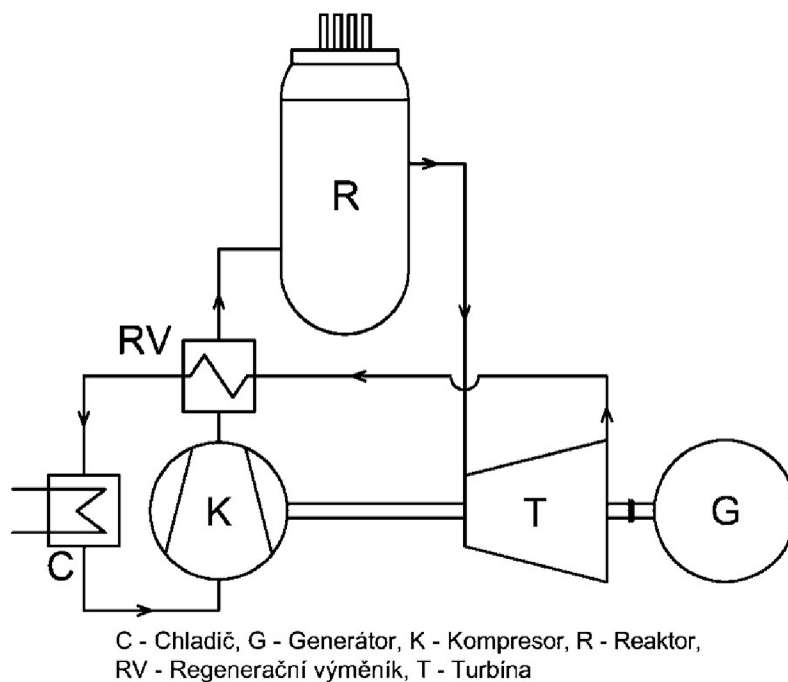 R
RV
K
T
G
C
C - Chladič, G - Generátor, K - Kompresor, R - Reaktor,
RV - Regenerační výměník, T - Turbína